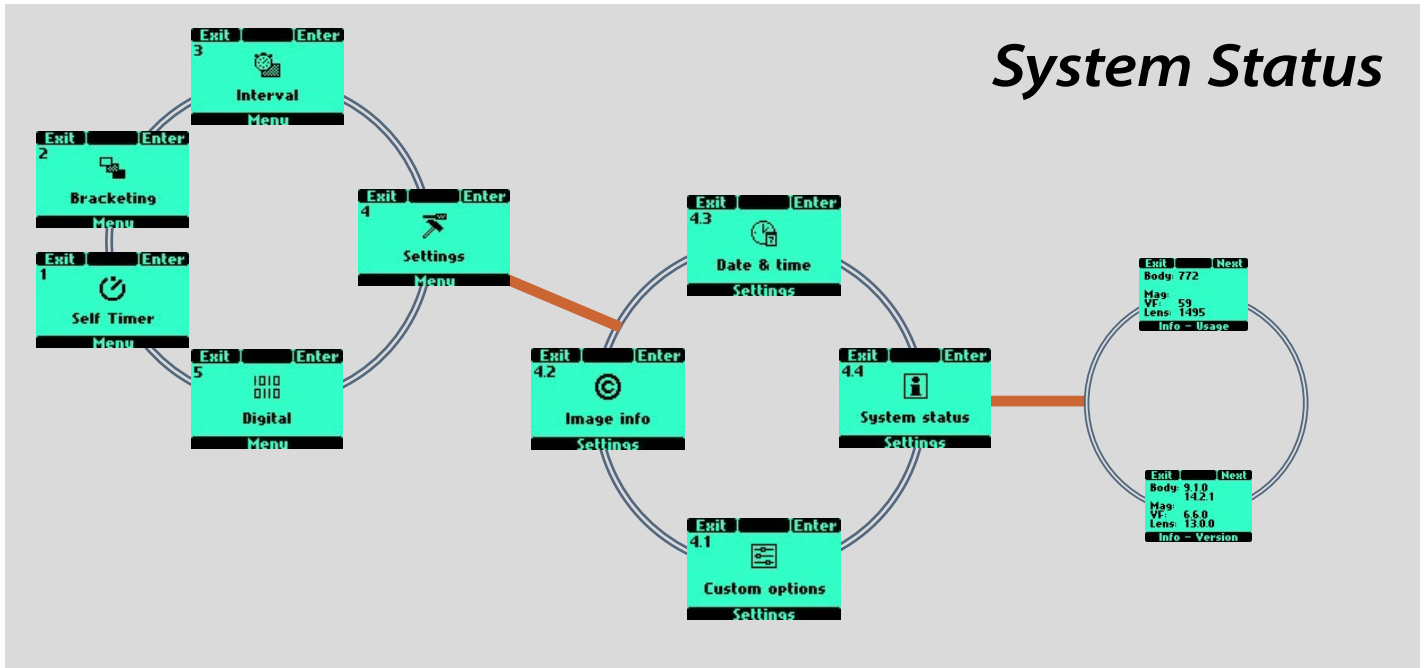 System Status
Exit Enter
3
Interval
Menu
Exit Enter
2
Bracketing
Menu
Exit Enter
1
Self Timer
Menu
Exit Enter
4
Settings
Menu
Exit Enter
5
1010
0110
Digital
Menu
Exit Enter
4.3
?
Date & time
Settings
Exit Enter
4.2
©
Image info
Settings
Exit Enter
4.4
i
System status
Settings
Exit Enter
4.1
Custom options
Settings
Exit Next
Body: 772
Mag:
VF: 59
Lens: 1495
Info - Usage
Exit Next
Body: 9.1.0
14.2.1
Mag:
VF: 6.6.0
Lens: 13.0.0
Info - Version